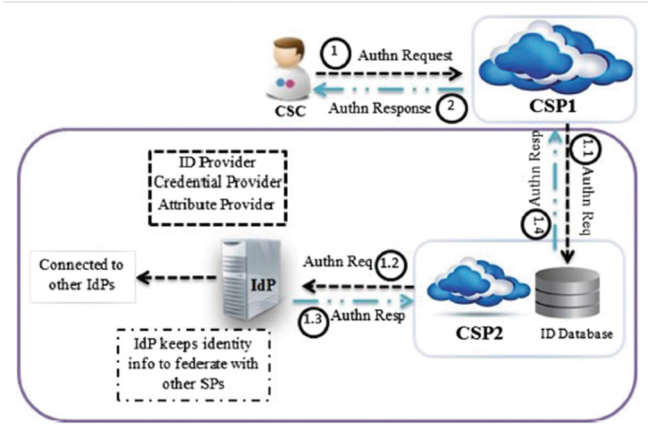 1
Authn Request
CSC
Authn Response
2
CSP1
1.1
Authn Req
Authn Resp
1.4
ID Provider
Credential Provider
Attribute Provider
Connected to
other IdPs
IdP
Authn Req
1.2
1.3
Authn Resp
CSP2
ID Database
IdP keeps identity
info to federate with
other SPs